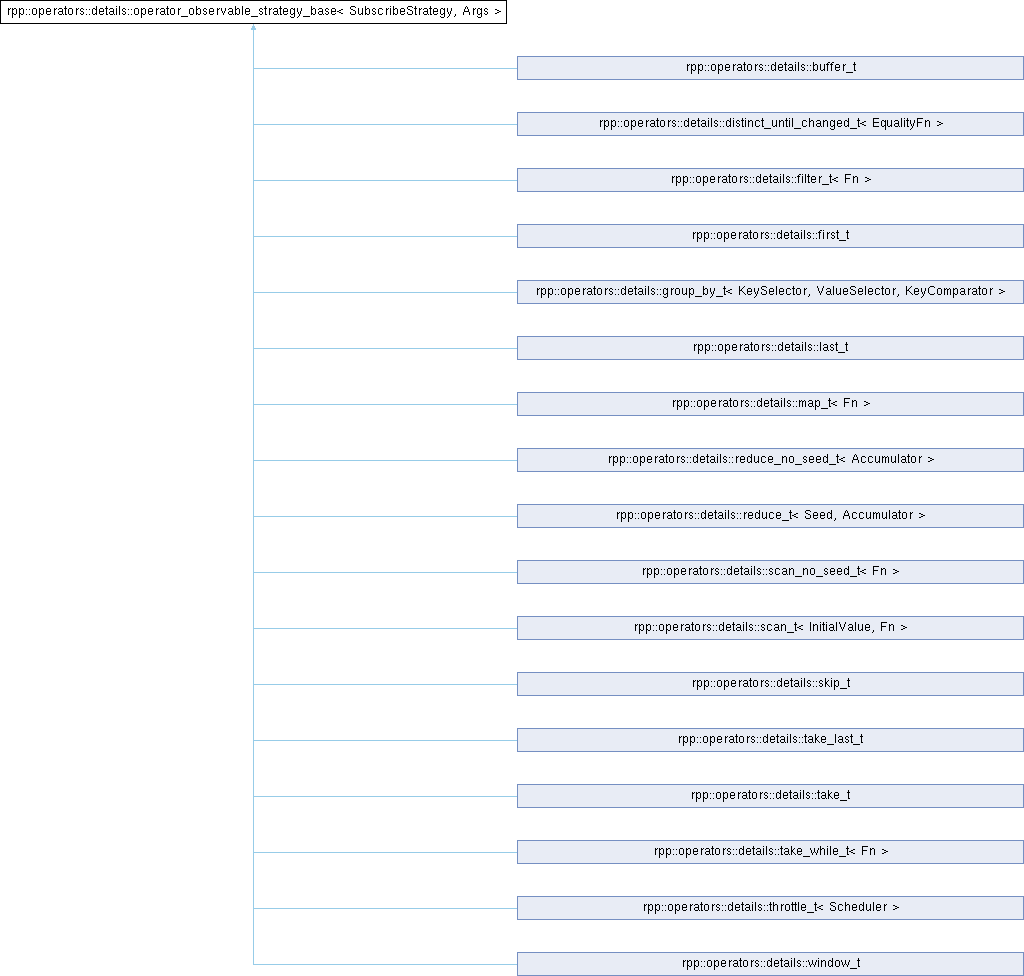 rpp::operators::details::operator_observable_strategy_base< SubscribeStrategy, Args >
rpp::operators::details::buffer_t
rpp::operators::details::distinct_until_changed_t< EqualityFn >
rpp::operators::details::filter_t< Fn >
rpp::operators::details::first_t
rpp::operators::details::group_by_t< KeySelector, ValueSelector, KeyComparator >
rpp::operators::details::last_t
rpp::operators::details::map_t< Fn >
rpp::operators::details::reduce_no_seed_t< Accumulator >
rpp::operators::details::reduce_t< Seed, Accumulator >
rpp::operators::details::scan_no_seed_t< Fn >
rpp::operators::details::scan_t< InitialValue, Fn >
rpp::operators::details::skip_t
rpp::operators::details::take_last_t
rpp::operators::details::take_t
rpp::operators::details::take_while_t< Fn >
rpp::operators::details::throttle_t< Scheduler >
rpp::operators::details::window_t